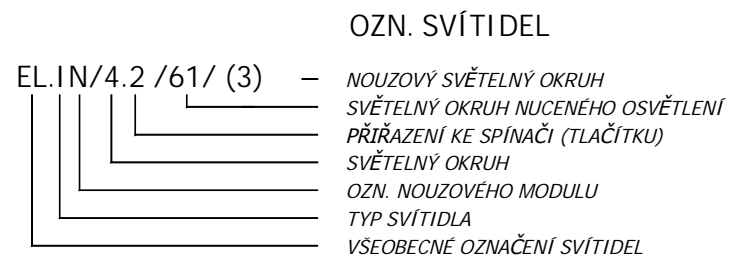 OZN. SVÍTIDEL
EL.IN/4.2 /61/ (3) – NOUZOVÝ SVĚTELNÝ OKRUH
SVĚTELNÝ OKRUH NUCENÉHO OSVĚTLENÍ
PŘIŘAZENÍ KE SPÍNAČI (TLAČÍTKU)
SVĚTELNÝ OKRUH
OZN. NOUZOVÉHO MODULU
TYP SVÍTIDLA
VŠEOBECNÉ OZNAČENÍ SVÍTIDEL